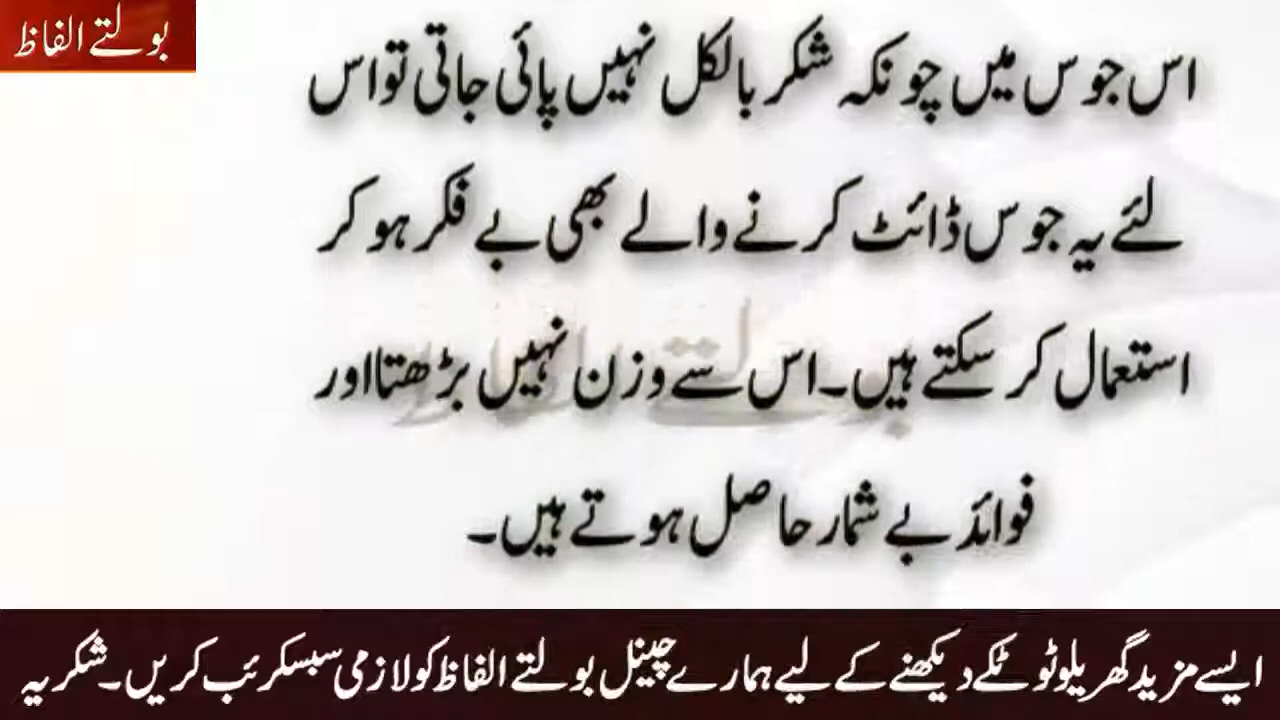 بولتے الفاظ
اس جوس میں چونکہ شکر بالکل نہیں پائی جاتی تو اس
لئے یہ جوس ڈائٹ کرنے والے بھی بے فکر ہو کر
استعمال کر سکتے ہیں۔ اس سے وزن نہیں بڑھتا اور
فوائد بے شمار حاصل ہوتے ہیں۔
ایسے مزید گھریلو ٹوٹکے دیکھنے کے لیے ہمارے چینل بولتے الفاظ کو لازمی سبسکرئب کریں۔ شکریہ